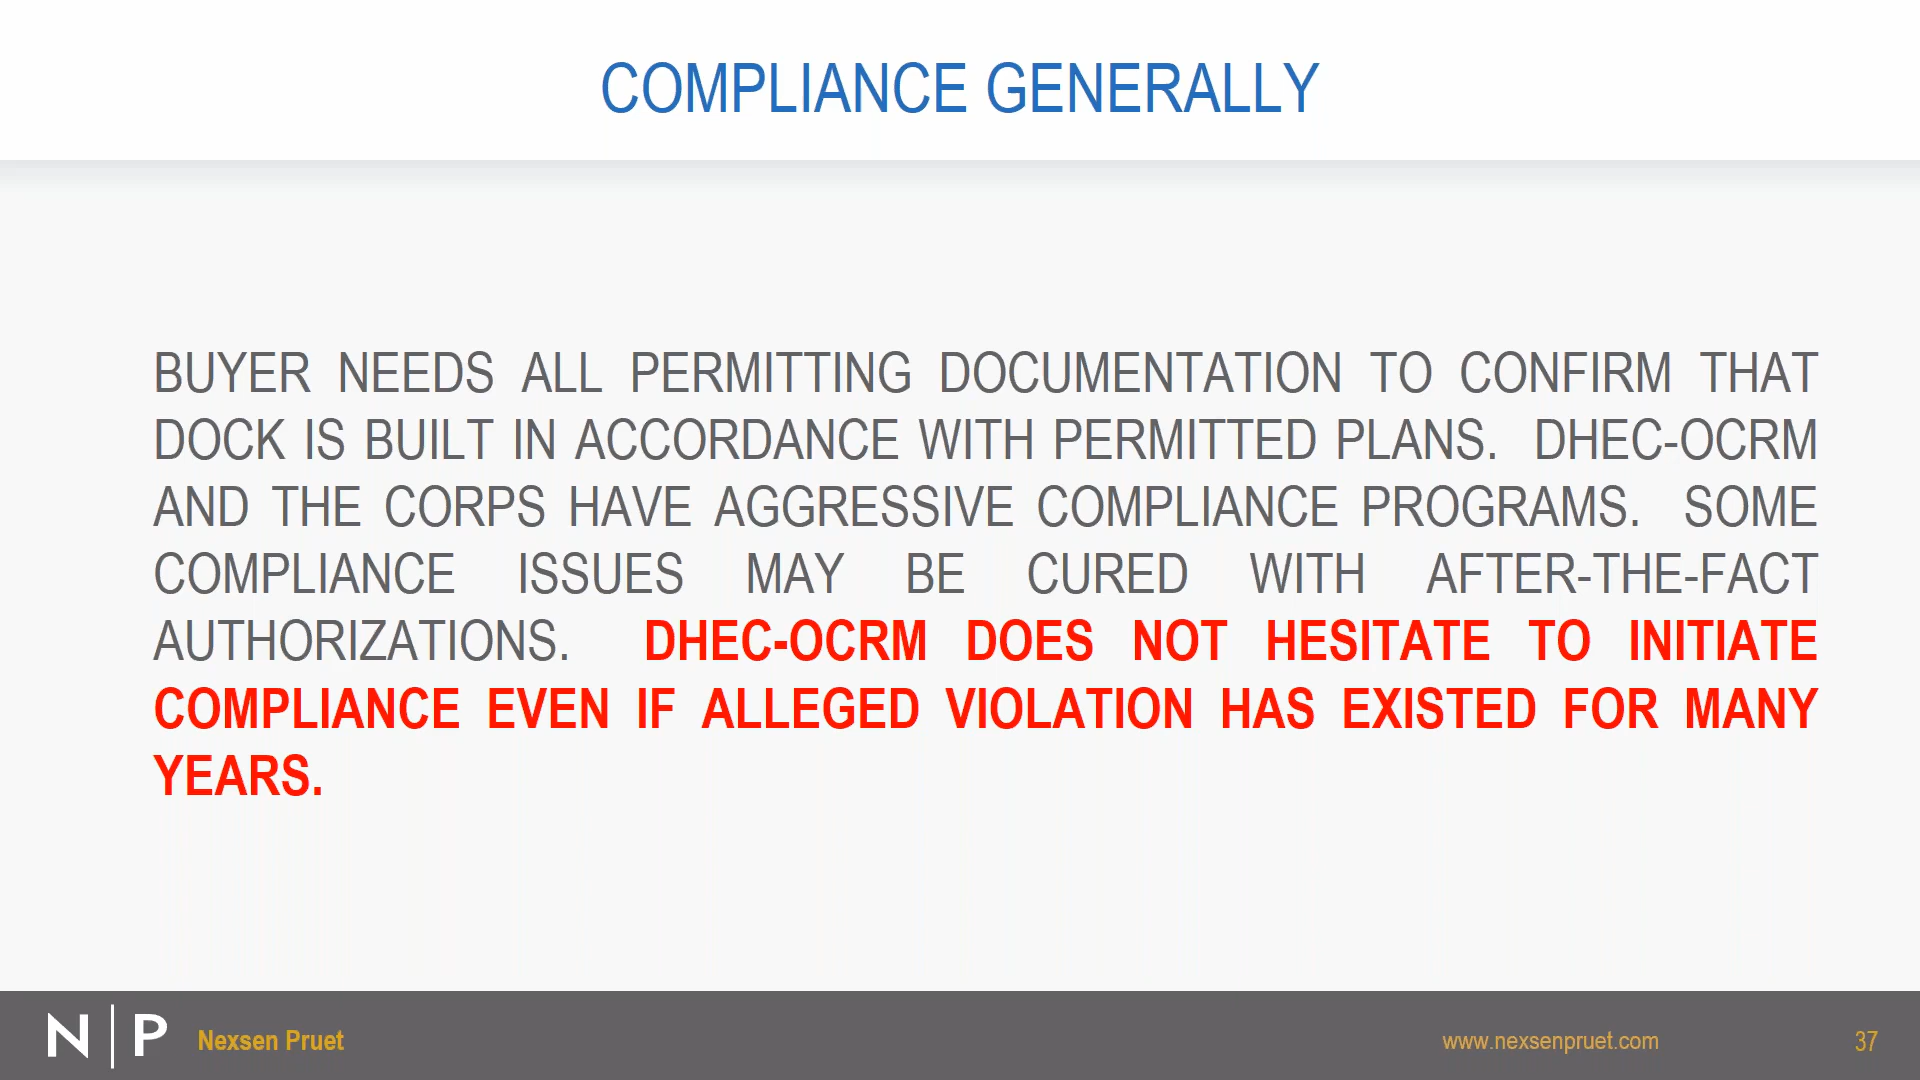 COMPLIANCE GENERALLY
BUYER NEEDS ALL PERMITTING DOCUMENTATION TO CONFIRM THAT
DOCK IS BUILT IN ACCORDANCE WITH PERMITTED PLANS. DHEC-OCRM
AND THE CORPS HAVE AGGRESSIVE COMPLIANCE PROGRAMS. SOME
COMPLIANCE ISSUES MAY BE CURED WITH AFTER-THE-FACT
AUTHORIZATIONS. DHEC-OCRM DOES NOT HESITATE TO INITIATE
COMPLIANCE EVEN IF ALLEGED VIOLATION HAS EXISTED FOR MANY
YEARS.
N|P Nexsen Pruet www.nexsenpruet.com 37